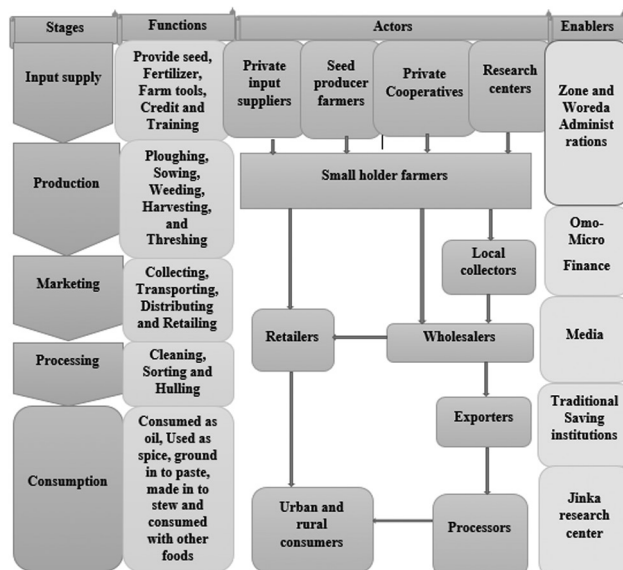 Stages
Functions
Actors
Enablers
Input supply
Provide seed,
Fertilizer,
Farm tools,
Credit and
Training
Private
input
suppliers
Seed
producer
farmers
Private
Cooperatives
Research
centers
Zone and
Woreda
Administ
rations
Production
Ploughing,
Sowing,
Weeding,
Harvesting,
and
Threshing
Small holder farmers
Omo-
Micro
Finance
Local
collectors
Marketing
Collecting,
Transporting,
Distributing
and Retailing
Retailers
Wholesalers
Media
Processing
Cleaning,
Sorting and
Hulling
Exporters
Traditional
Saving
institutions
Consumption
Consumed as
oil, Used as
spice, ground
in to paste,
made in to
stew and
consumed
with other
foods
Urban and
rural
consumers
Processors
Jinka
research
center